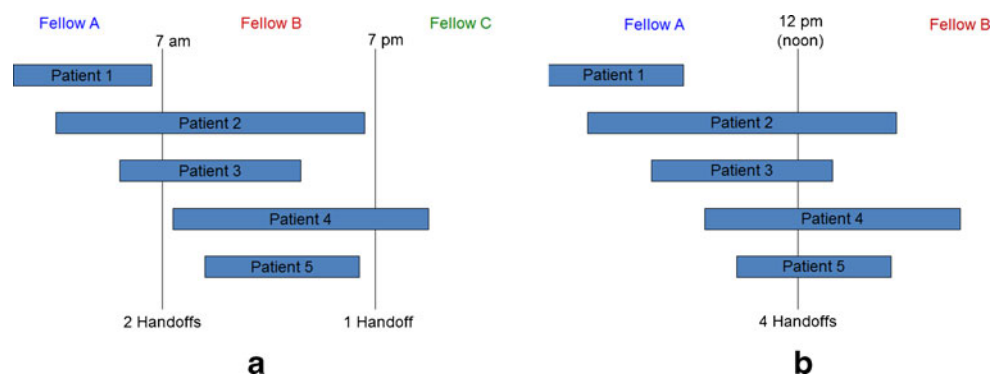 Fellow A
Fellow B
Fellow C
7 am
7 pm
Patient 1
Patient 2
Patient 3
Patient 4
Patient 5
2 Handoffs
1 Handoff
a
Fellow A
12 pm
(noon)
Fellow B
Patient 1
Patient 2
Patient 3
Patient 4
Patient 5
4 Handoffs
b